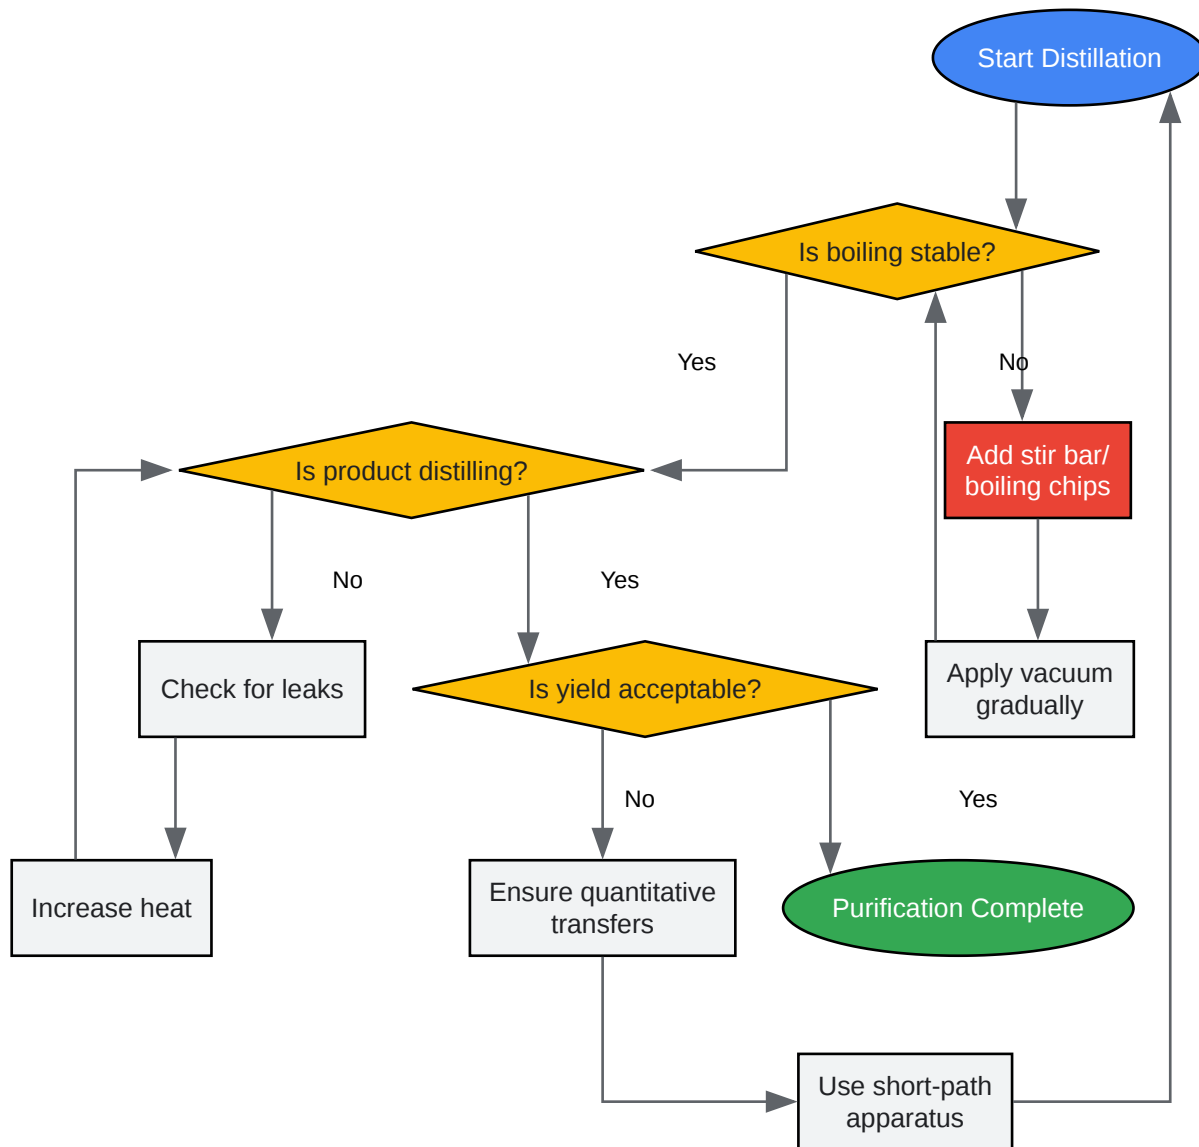 Start Distillation
Is boiling stable?
Yes
No
Is product distilling?
Add stir bar/
boiling chips
No
Yes
Check for leaks
Is yield acceptable?
Apply vacuum
gradually
No
Yes
Increase heat
Ensure quantitative
transfers
Purification Complete
Use short-path
apparatus